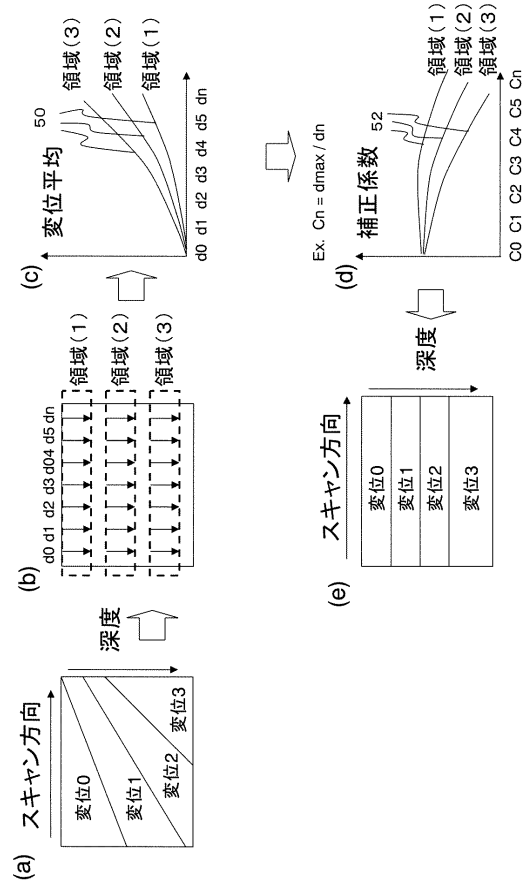 (a)
スキャン方向
深度
変位0
変位1
変位2
変位3
(b)
d0 d1 d2 d3 d04 d5 dn
領域(1)
領域(2)
領域(3)
(c)
変位平均
50
領域(3)
領域(2)
領域(1)
d0 d1 d2 d3 d4 d5 dn
Ex. Cn = dmax / dn
(d)
補正係数
52
領域(1)
領域(2)
領域(3)
C0 C1 C2 C3 C4 C5 Cn
(e)
スキャン方向
深度
変位0
変位1
変位2
変位3